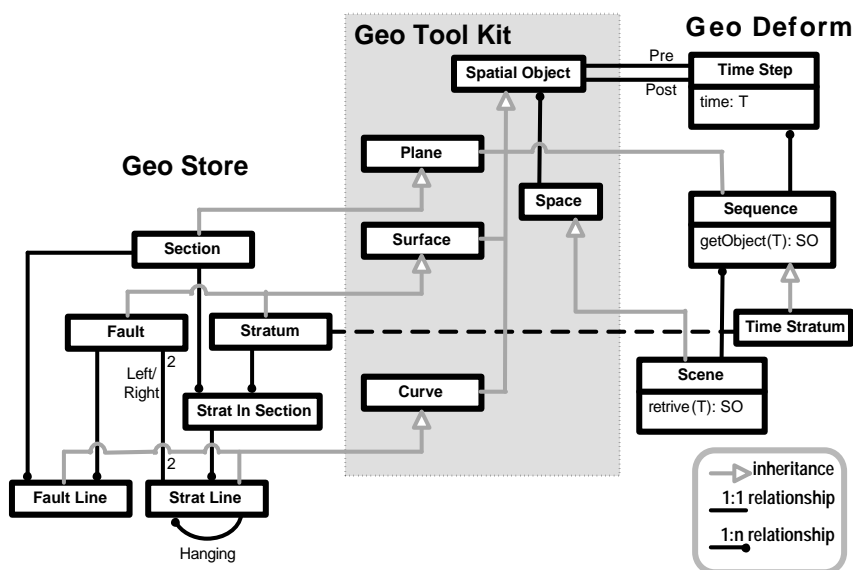 Geo Tool Kit
Geo Deform
Geo Store
Spatial Object
Pre
Post
Time Step
time: T
Plane
Space
Sequence
getObject(T): SO
Section
Surface
Fault
Stratum
Time Stratum
2
Left/
Right
Strat In Section
Curve
Scene
retrive(T): SO
2
Fault Line
Strat Line
Hanging
inheritance
1:1 relationship
1:n relationship